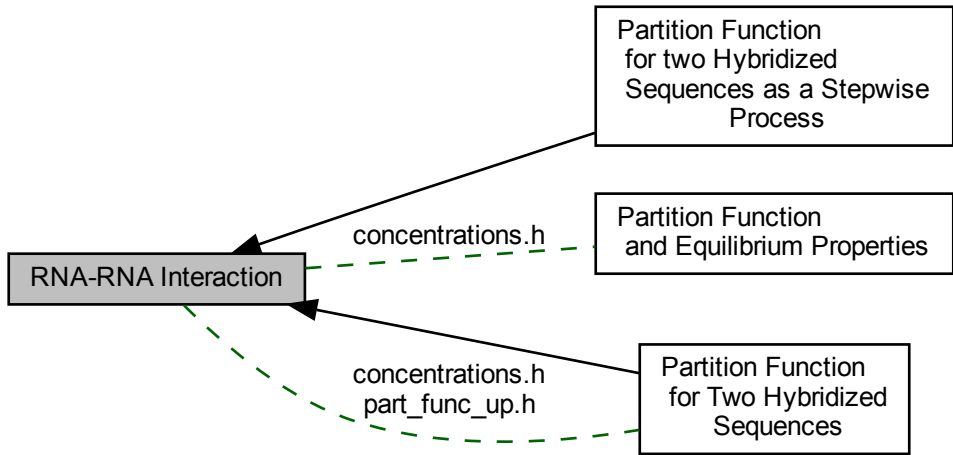 Partition Function
for two Hybridized
Sequences as a Stepwise
Process
concentrations.h
Partition Function
and Equilibrium Properties
RNA-RNA Interaction
concentrations.h
part_func_up.h
Partition Function
for Two Hybridized
Sequences